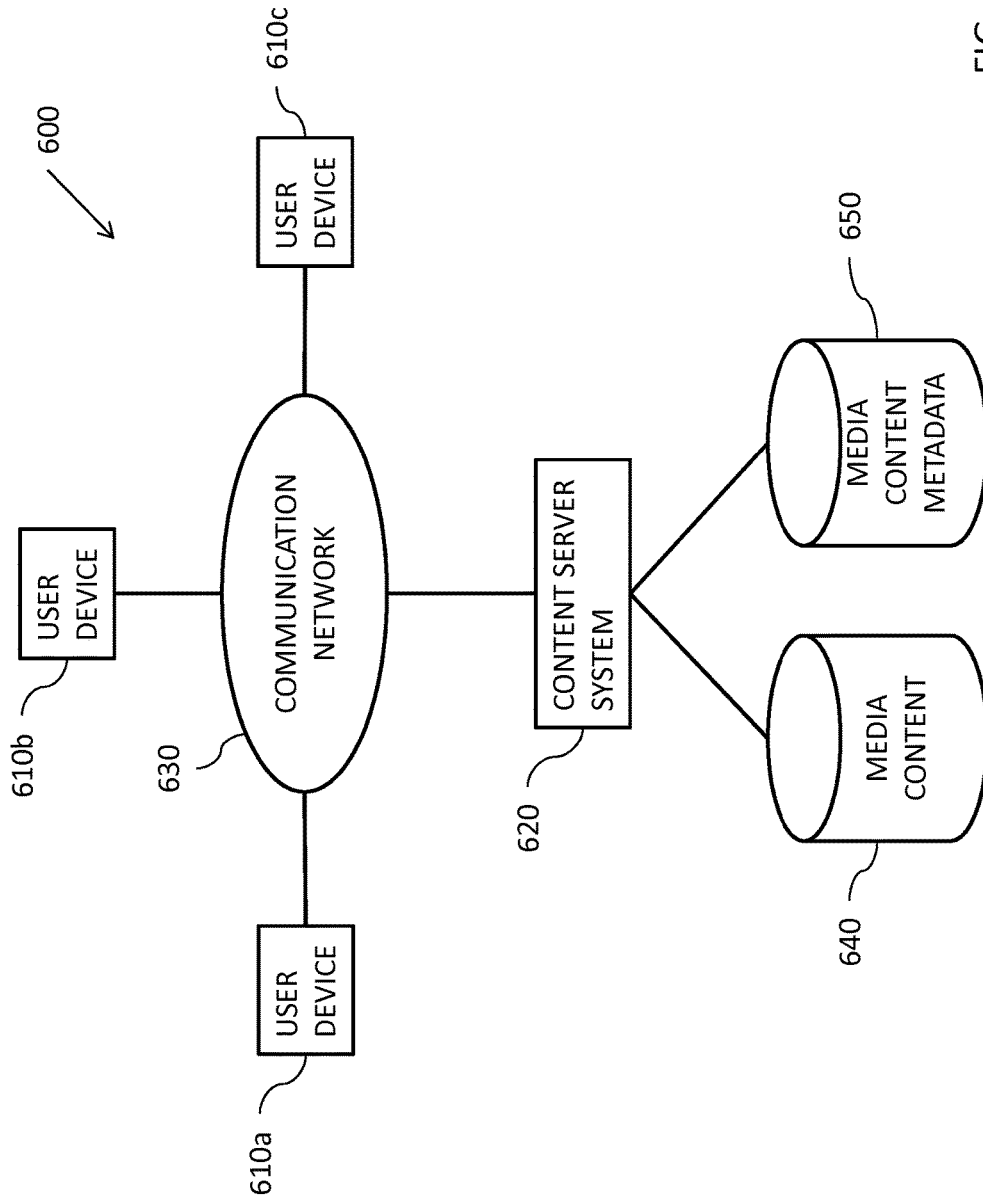 600
610b
USER
DEVICE
610a
USER
DEVICE
630
COMMUNICATION
NETWORK
USER
DEVICE
610c
620
CONTENT SERVER
SYSTEM
640
MEDIA
CONTENT
MEDIA
CONTENT
METADATA
650
FIG